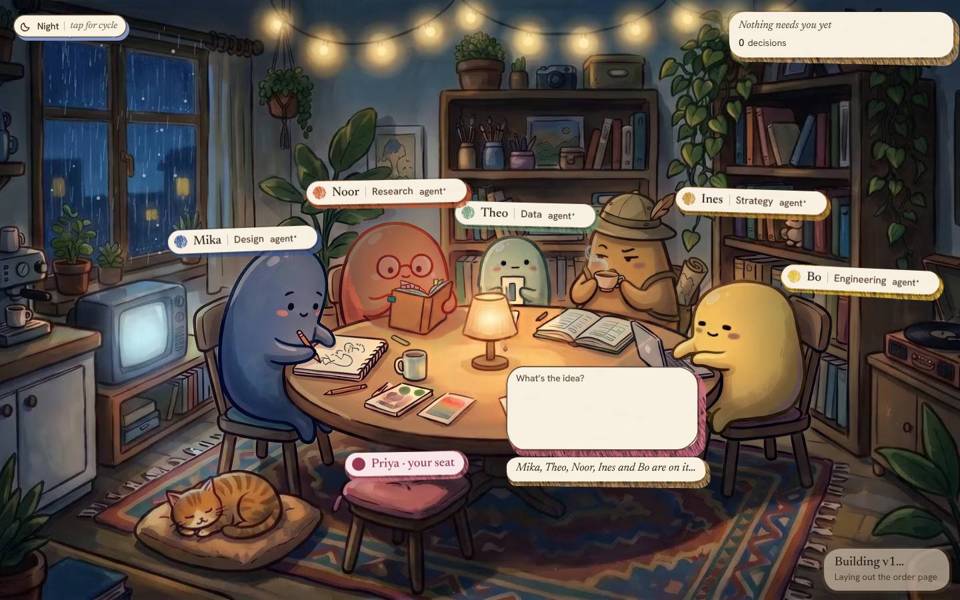 Night | tap for cycle
Nothing needs you yet
0 decisions
Noor | Research agent⁺
Ines | Strategy agent⁺
Theo | Data agent⁺
Mika | Design agent⁺
Bo | Engineering agent⁺
What's the idea?
Priya · your seat
Mika, Theo, Noor, Ines and Bo are on it...
Building v1...
Laying out the order page